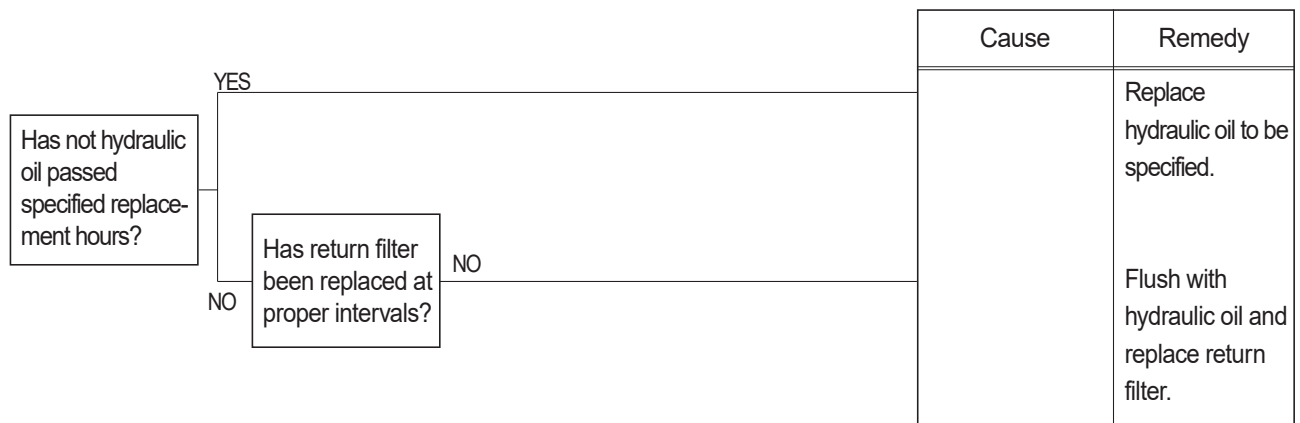 Cause
Remedy
YES
Replace
hydraulic oil to be
specified.
Has not hydraulic
oil passed
specified replace-
ment hours?
Has return filter
been replaced at
proper intervals?
NO
NO
Flush with
hydraulic oil and
replace return
filter.